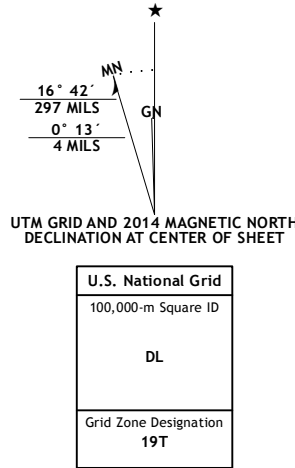 ★
MN
16° 42´
297 MILS
GN
0° 13´
4 MILS
UTM GRID AND 2014 MAGNETIC NORTH
DECLINATION AT CENTER OF SHEET
U.S. National Grid
100,000-m Square ID
DL
Grid Zone Designation
19T